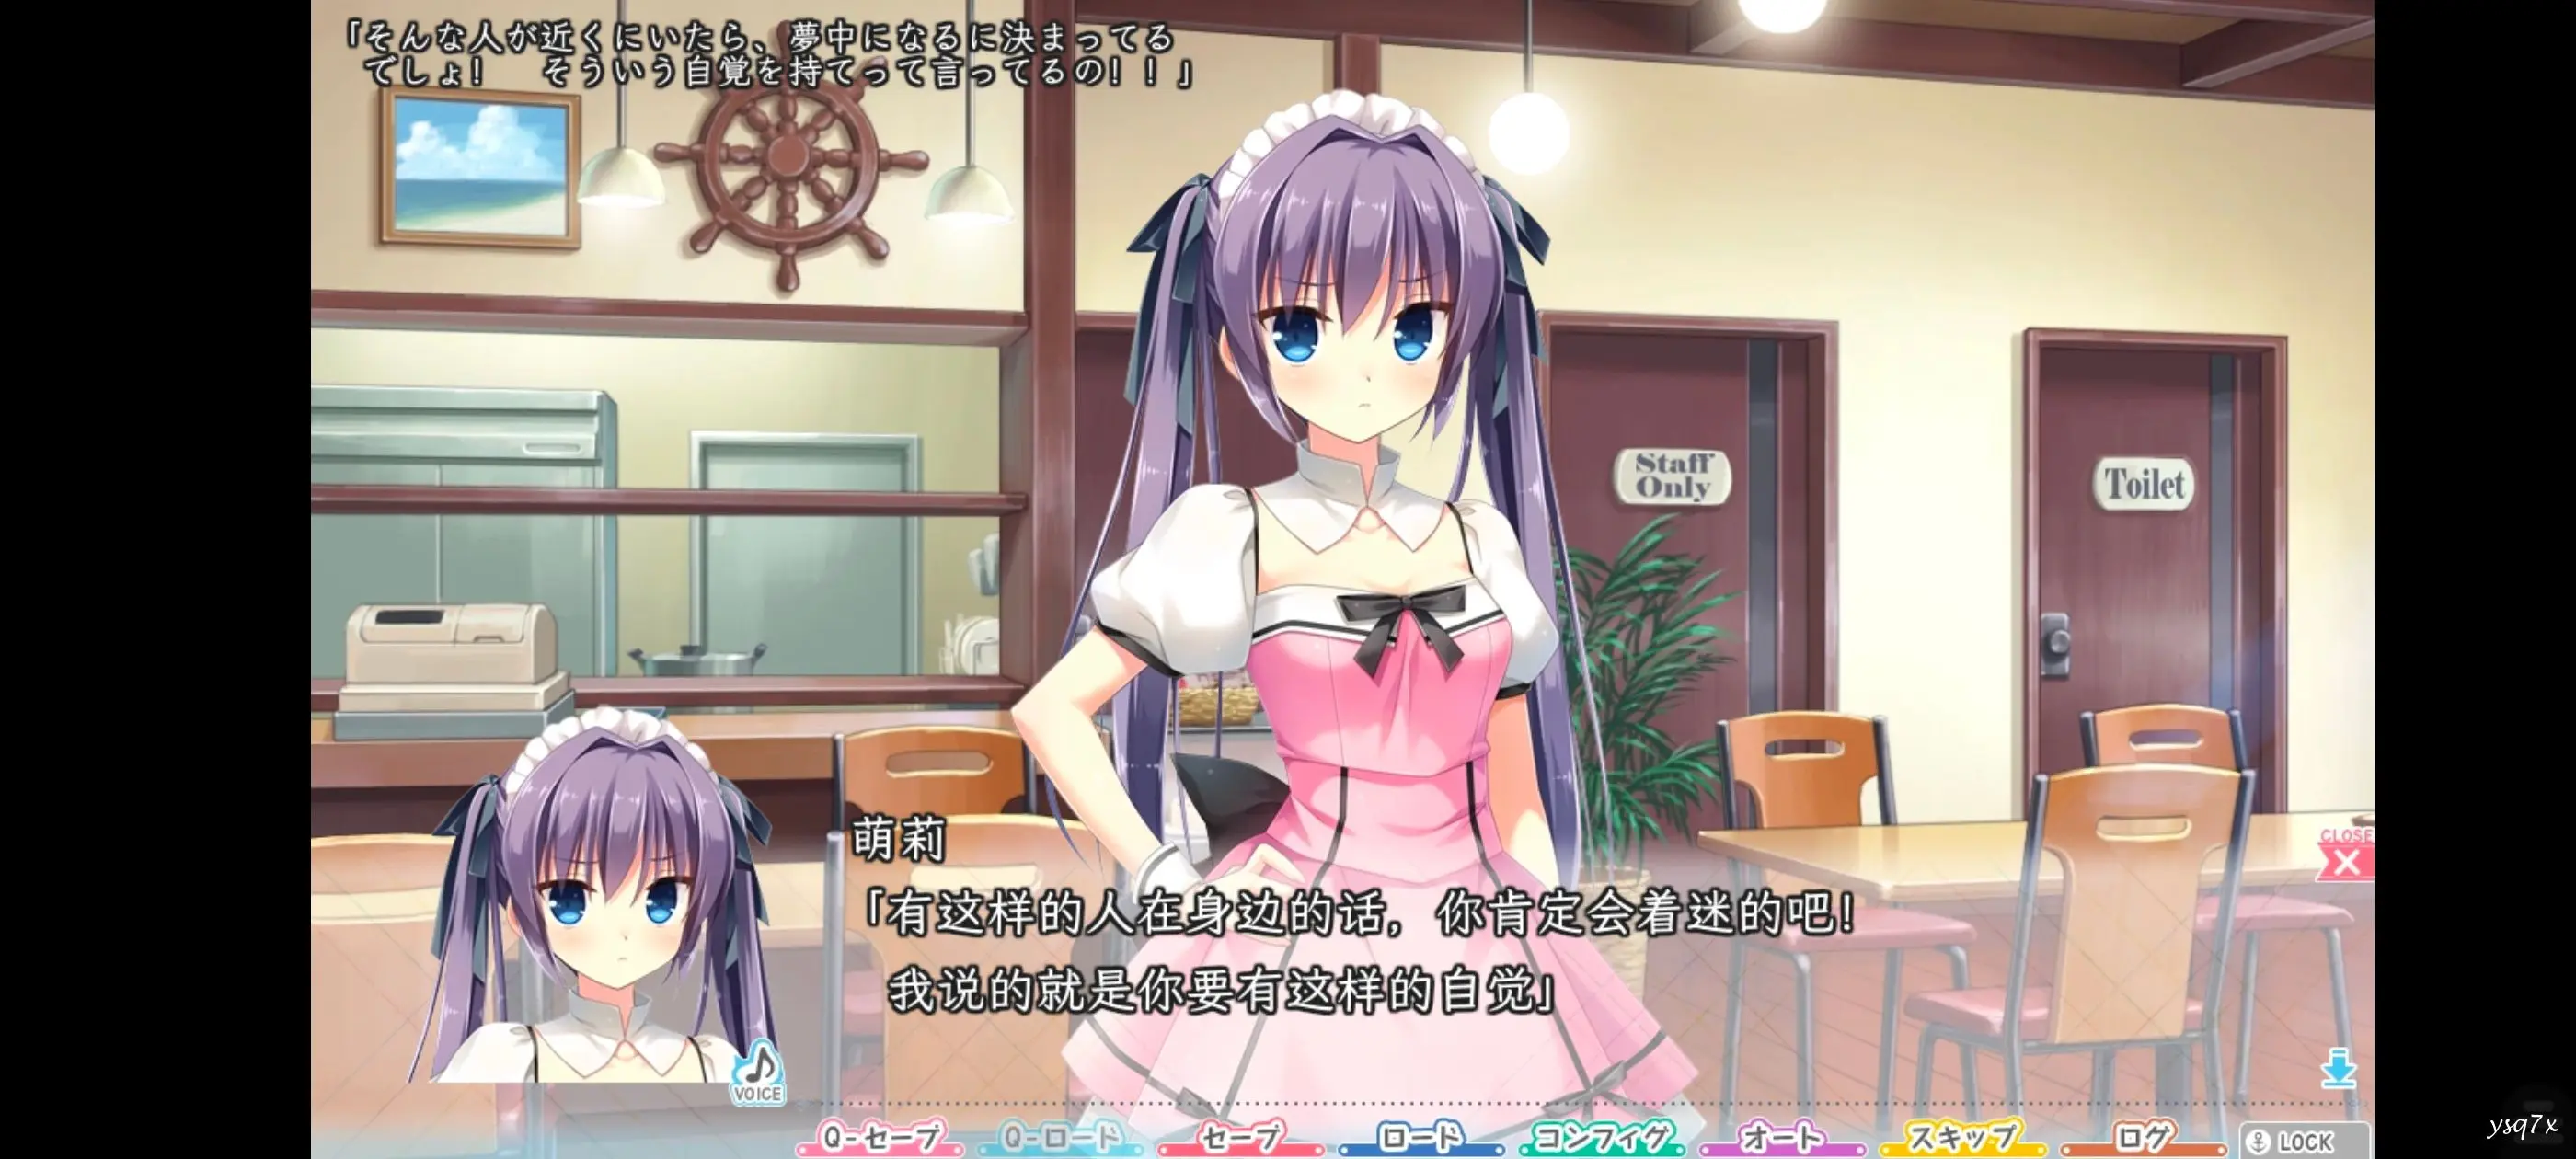 「そんな人が近くにいたら、夢中になるに決まってる
でしょ！　そういう自覚を持てって言ってるの！！」
Staff
Only
Toilet
CLOSE
萌莉
「有这样的人在身边的话，你肯定会着迷的吧！
我说的就是你要有这样的自觉」
VOICE
Q-セーブ
Q-ロード
セーブ
ロード
コンフィグ
オート
スキップ
ログ
LOCK
ysq7x